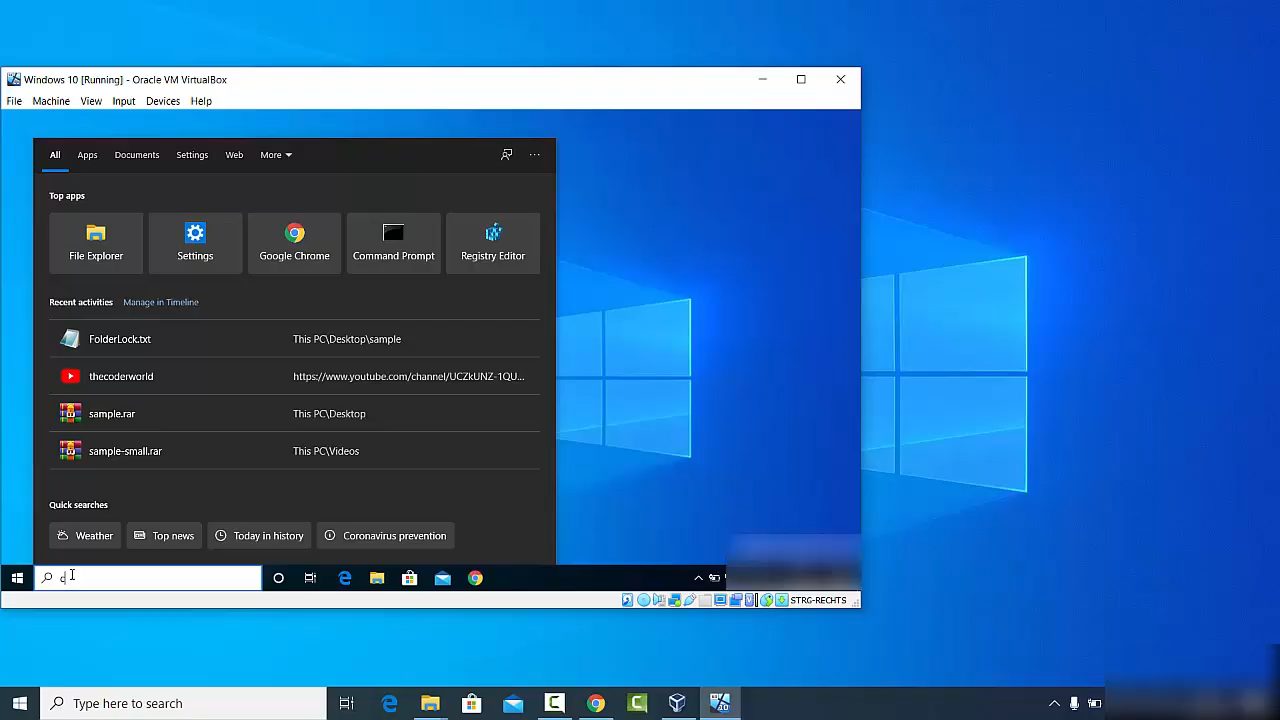 Windows 10 [Running] - Oracle VM VirtualBox
File Machine View Input Devices Help
All Apps Documents Settings Web More
Top apps
File Explorer Settings Google Chrome Command Prompt Registry Editor
Recent activities Manage in Timeline
FolderLock.txt This PC\Desktop\sample
thecoderworld https://www.youtube.com/channel/UCZkUNZ-1QU...
sample.rar This PC\Desktop
sample-small.rar This PC\Videos
Quick searches
Weather Top news Today in history Coronavirus prevention
c
STRG-RECHTS
Type here to search